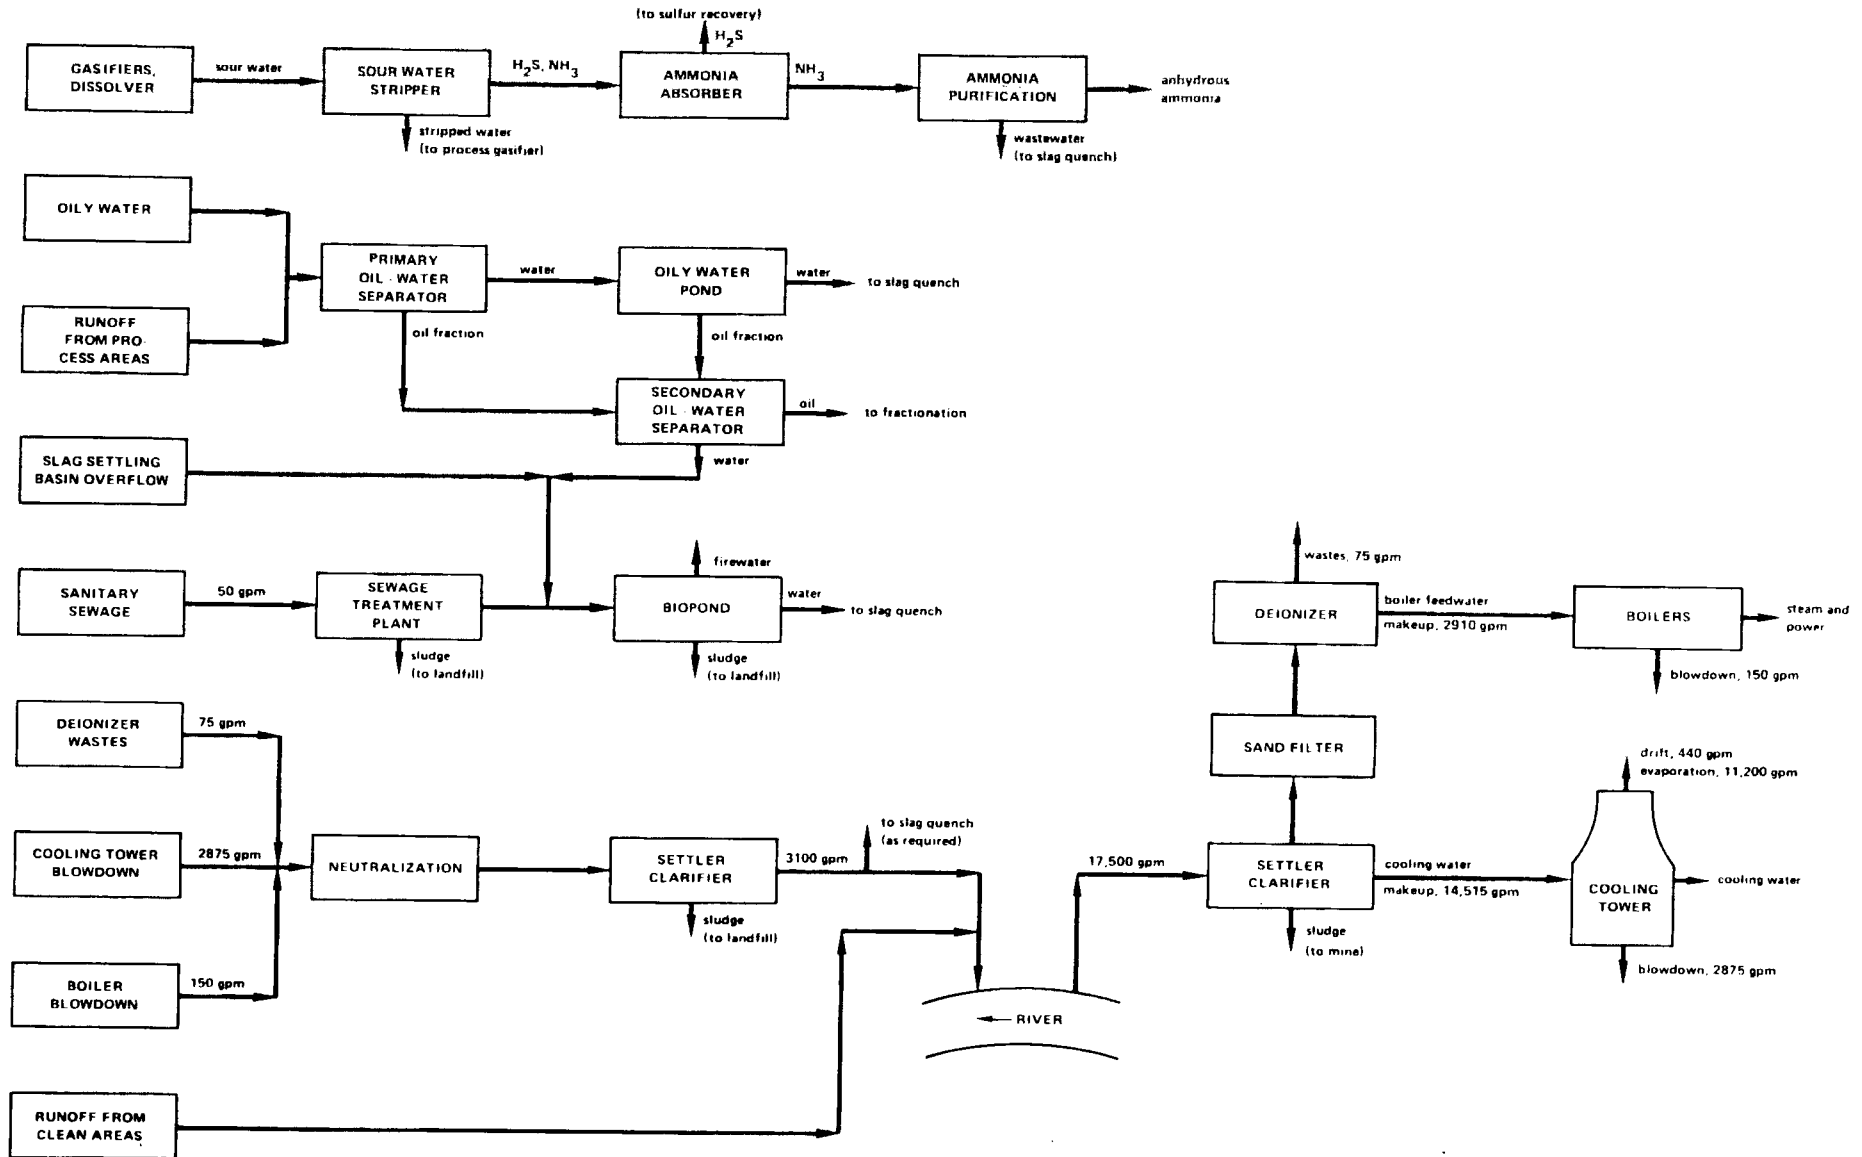 (to sulfur recovery)
H2S
GASIFIERS,
DISSOLVER
sour water
SOUR WATER
STRIPPER
H2S, NH3
AMMONIA
ABSORBER
NH3
AMMONIA
PURIFICATION
anhydrous
ammonia
stripped water
(to process gasifier)
wastewater
(to slag quench)
OILY WATER
PRIMARY
OIL - WATER
SEPARATOR
water
OILY WATER
POND
water
to slag quench
RUNOFF
FROM PRO-
CESS AREAS
oil fraction
oil fraction
SECONDARY
OIL - WATER
SEPARATOR
oil
to fractionation
water
SLAG SETTLING
BASIN OVERFLOW
SANITARY
SEWAGE
50 gpm
SEWAGE
TREATMENT
PLANT
firewater
BIOPOND
water
to slag quench
sludge
(to landfill)
sludge
(to landfill)
wastes, 75 gpm
DEIONIZER
boiler feedwater
makeup, 2910 gpm
BOILERS
steam and
power
blowdown, 150 gpm
SAND FILTER
DEIONIZER
WASTES
75 gpm
COOLING TOWER
BLOWDOWN
2875 gpm
NEUTRALIZATION
SETTLER
CLARIFIER
3100 gpm
to slag quench
(as required)
sludge
(to landfill)
17,500 gpm
SETTLER
CLARIFIER
cooling water
makeup, 14,515 gpm
drift, 440 gpm
evaporation, 11,200 gpm
COOLING
TOWER
cooling water
sludge
(to mine)
blowdown, 2875 gpm
BOILER
BLOWDOWN
150 gpm
RIVER
RUNOFF FROM
CLEAN AREAS